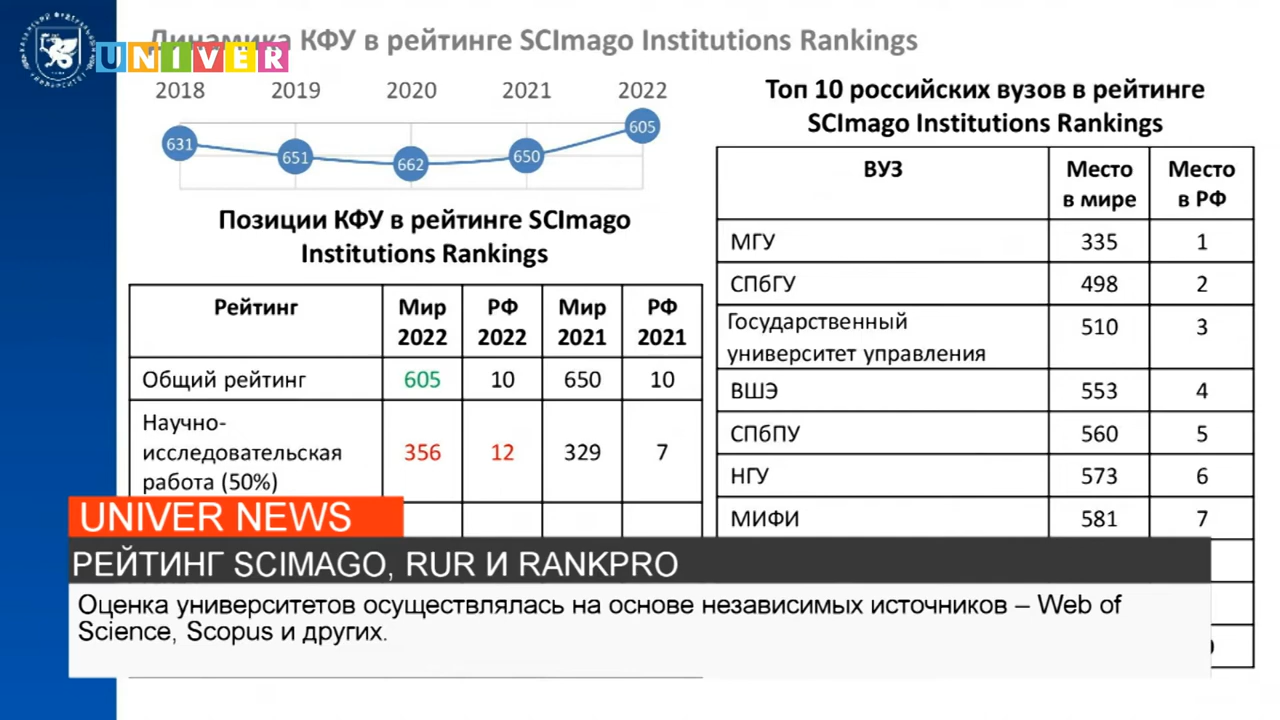 Динамика КФУ в рейтинге SCImago Institutions Rankings
UNIVER
2018 2019 2020 2021 2022
631 651 662 650 605
Позиции КФУ в рейтинге SCImago
Institutions Rankings
Рейтинг Мир 2022 РФ 2022 Мир 2021 РФ 2021
Общий рейтинг 605 10 650 10
Научно-
исследовательская 356 12 329 7
работа (50%)
Топ 10 российских вузов в рейтинге
SCImago Institutions Rankings
ВУЗ Место в мире Место в РФ
МГУ 335 1
СПбГУ 498 2
Государственный
университет управления 510 3
ВШЭ 553 4
СПбПУ 560 5
НГУ 573 6
МИФИ 581 7
UNIVER NEWS
РЕЙТИНГ SCIMAGO, RUR И RANKPRO
Оценка университетов осуществлялась на основе независимых источников – Web of
Science, Scopus и других.